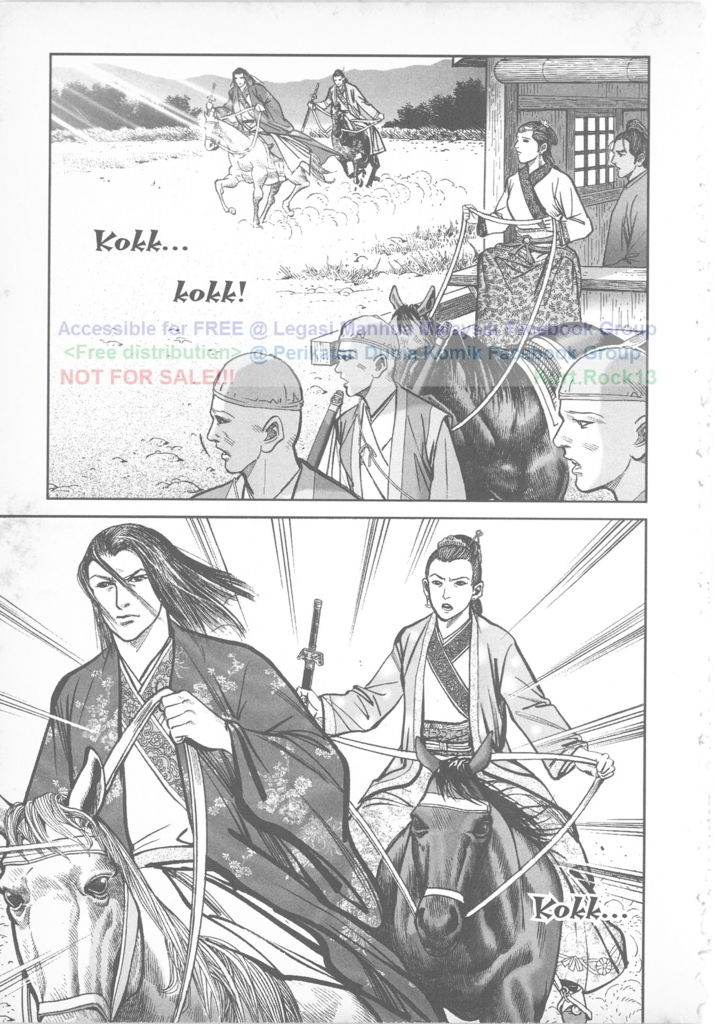 Kokk...
kokk!
Accessible for FREE @ Legasi Manhua Malaysia Facebook Group
<Free distribution> @ Perikatan Dunia Komik Fansbook Group
NOT FOR SALE!!!
Kokk...